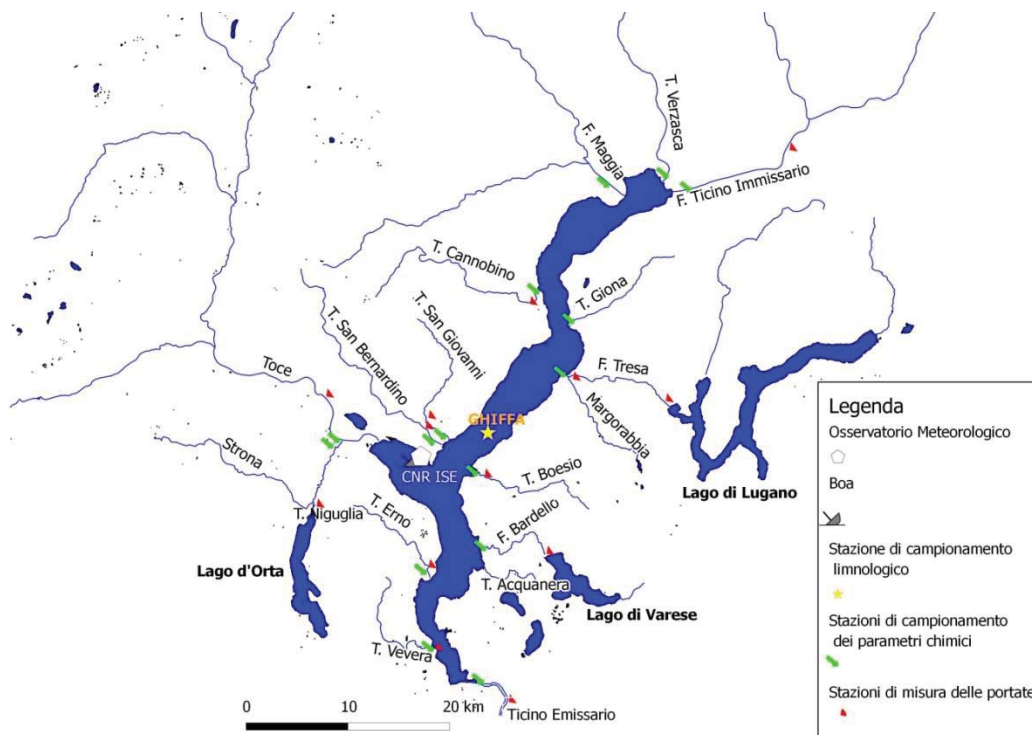 T. Verzasca
F. Maggia
F. Ticino Immissario
T. Cannobino
T. Giona
T. San Giovanni
T. San Bernardino
Toce
F. Tresa
Margorabbia
GHIFFA
Strona
CNR ISE
T. Boesio
Lago di Lugano
T. Niguglia
T. Erno
F. Bardello
Lago d'Orta
T. Acquanera
Lago di Varese
T. Vevera
Ticino Emissario
0
10
20 km
Legenda
Osservatorio Meteorologico
Boa
Stazione di campionamento
limnologico
Stazioni di campionamento
dei parametri chimici
Stazioni di misura delle portate